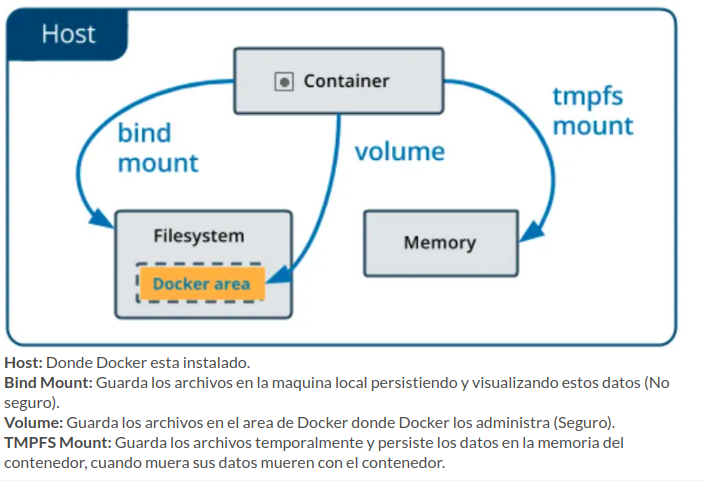 Host
Container
bind
mount
volume
tmpfs
mount
Filesystem
Docker area
Memory
Host: Donde Docker esta instalado.
Bind Mount: Guarda los archivos en la maquina local persistiendo y visualizando estos datos (No
seguro).
Volume: Guarda los archivos en el area de Docker donde Docker los administra (Seguro).
TMPFS Mount: Guarda los archivos temporalmente y persiste los datos en la memoria del
contenedor, cuando muera sus datos mueren con el contenedor.